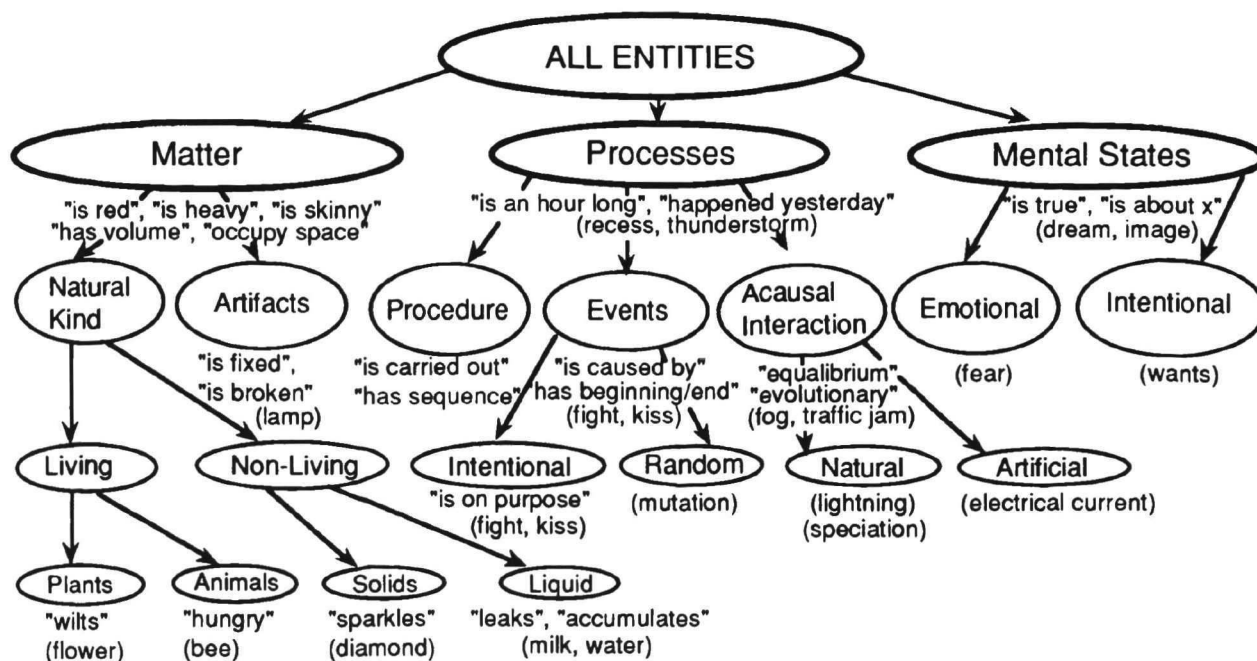 ALL ENTITIES
Matter
Processes
Mental States
"is red", "is heavy", "is skinny"
"has volume", "occupy space"
"is an hour long", "happened yesterday"
(recess, thunderstorm)
"is true", "is about x"
(dream, image)
Natural
Kind
Artifacts
Procedure
Events
Acausal
Interaction
Emotional
Intentional
"is fixed",
"is broken"
(lamp)
"is carried out"
"has sequence"
"is caused by"
"has beginning/end"
(fight, kiss)
"equalibrium"
"evolutionary"
(fog, traffic jam)
(fear)
(wants)
Living
Non-Living
Intentional
Random
Natural
Artificial
"is on purpose"
(fight, kiss)
(mutation)
(lightning)
(speciation)
(electrical current)
Plants
Animals
Solids
Liquid
"wilts"
(flower)
"hungry"
(bee)
"sparkles"
(diamond)
"leaks", "accumulates"
(milk, water)